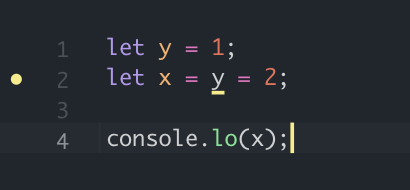 1 let y = 1;
2 let x = y = 2;
3
4 console.lo(x);